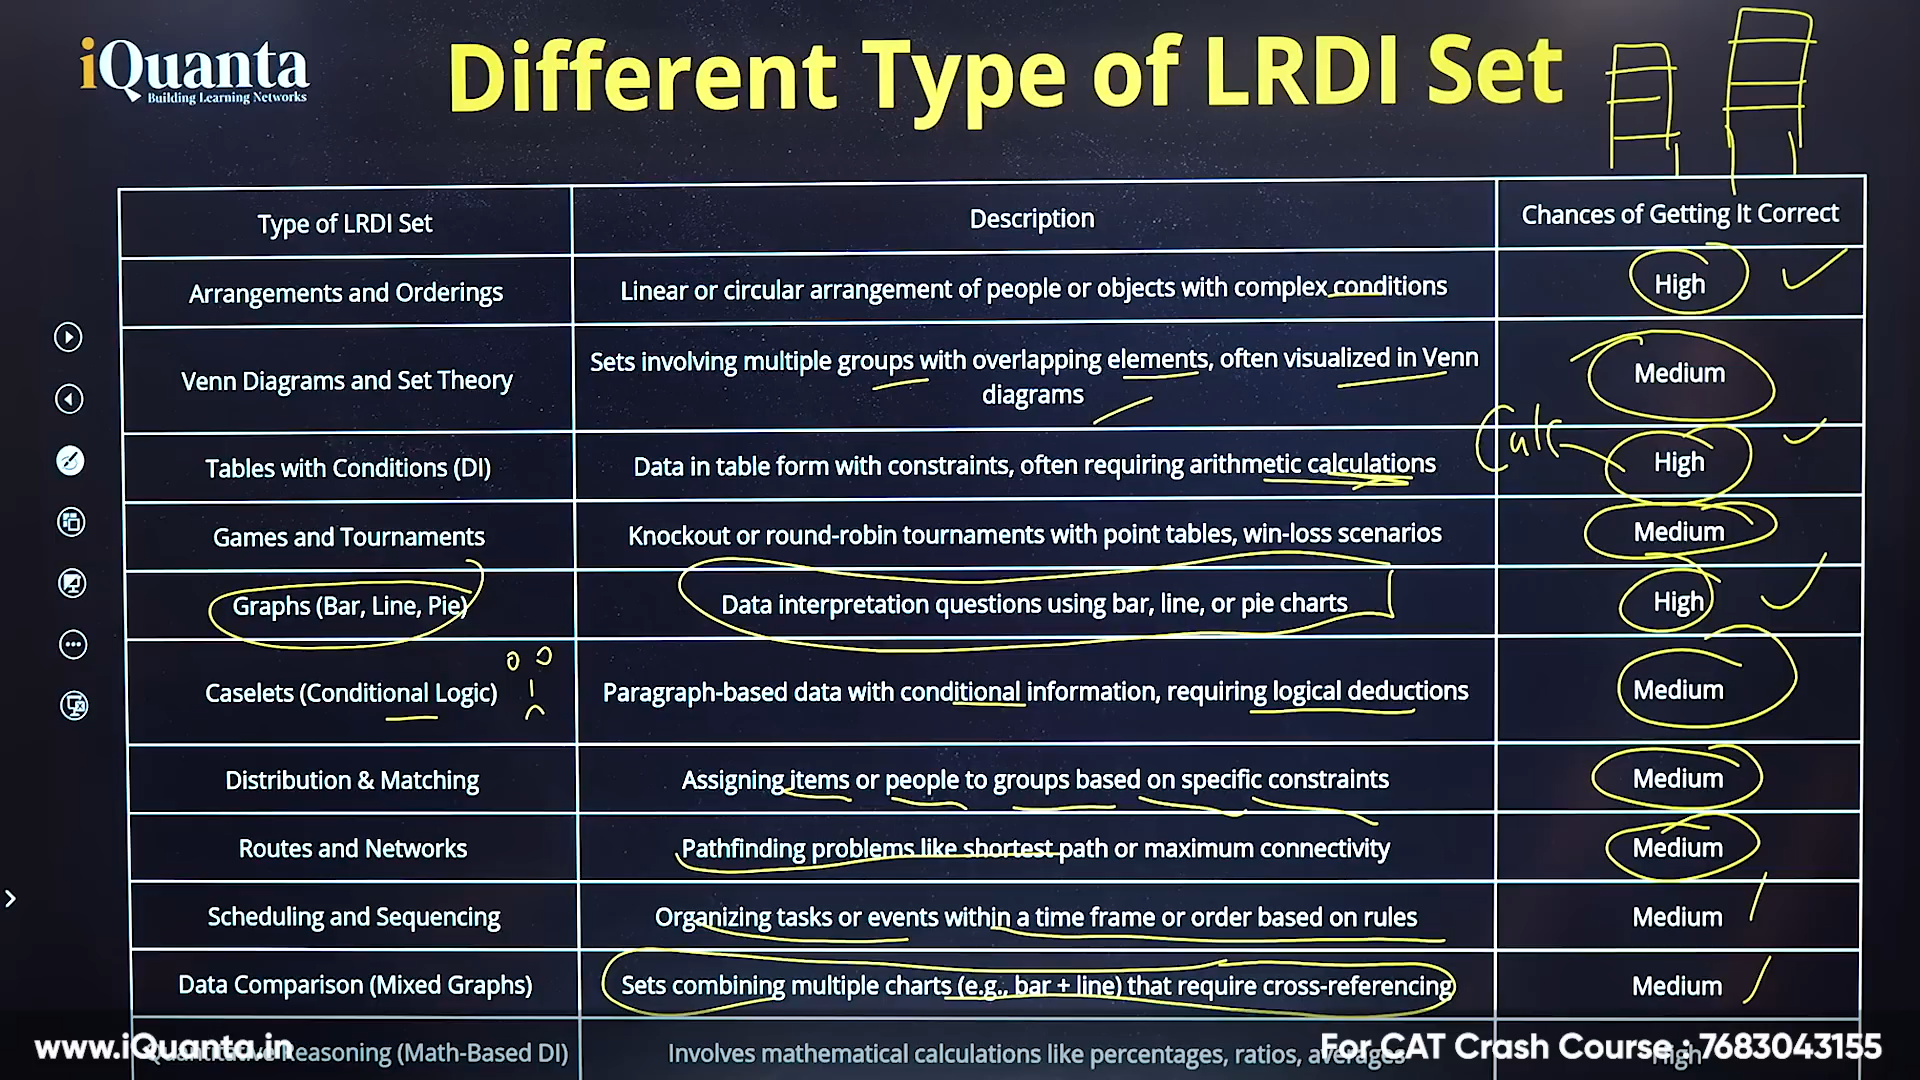 iQuanta
Building Learning Networks
Different Type of LRDI Set
Type of LRDI Set
Description
Chances of Getting It Correct
Arrangements and Orderings
Linear or circular arrangement of people or objects with complex conditions
High
Venn Diagrams and Set Theory
Sets involving multiple groups with overlapping elements, often visualized in Venn
diagrams
Medium
Tables with Conditions (DI)
Data in table form with constraints, often requiring arithmetic calculations
Calc
High
Games and Tournaments
Knockout or round-robin tournaments with point tables, win-loss scenarios
Medium
Graphs (Bar, Line, Pie)
Data interpretation questions using bar, line, or pie charts
High
Caselets (Conditional Logic)
Paragraph-based data with conditional information, requiring logical deductions
Medium
Distribution & Matching
Assigning items or people to groups based on specific constraints
Medium
Routes and Networks
Pathfinding problems like shortest path or maximum connectivity
Medium
Scheduling and Sequencing
Organizing tasks or events within a time frame or order based on rules
Medium
Data Comparison (Mixed Graphs)
Sets combining multiple charts (e.g., bar + line) that require cross-referencing
Medium
Quantitative Reasoning (Math-Based DI)
Involves mathematical calculations like percentages, ratios, averages
High
www.iQuanta.in
For CAT Crash Course : 7683043155